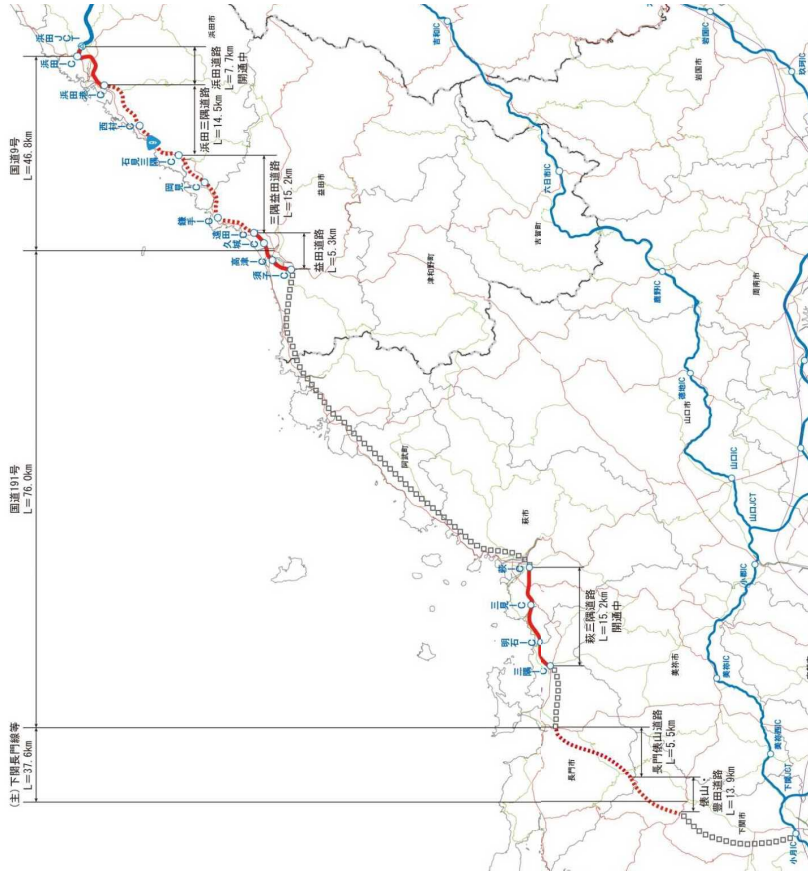 国道9号
L=46.8km
国道191号
L=76.0km
(主)下関長門線等
L=37.6km
浜田JCT
浜田IC
浜田港IC
西村IC
9
石見三隅IC
岡見IC
鎌手IC
遠田IC
久城IC
高津IC
須子IC
浜田市
浜田道路
L=7.7km
開通中
浜田三隅道路
L=14.5km
三隅益田道路
L=15.2km
益田市
益田道路
L=5.3km
津和野町
吉賀町
吉和IC
六日市IC
岩国IC
岩国市
玖珂IC
鹿野IC
周南市
徳地IC
山口市
山口IC
山口JCT
小郡IC
阿武町
萩市
萩IC
三見IC
明石IC
三隅IC
萩三隅道路
L=15.2km
開通中
美祢市
美祢IC
美祢西IC
下関JCT
長門市
長門俵山道路
L=5.5km
俵山・
豊田道路
L=13.9km
下関市
小月IC